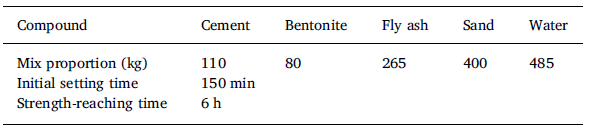 Compound Cement Bentonite Fly ash Sand Water
Mix proportion (kg) 110 80 265 400 485
Initial setting time 150 min
Strength-reaching time 6 h